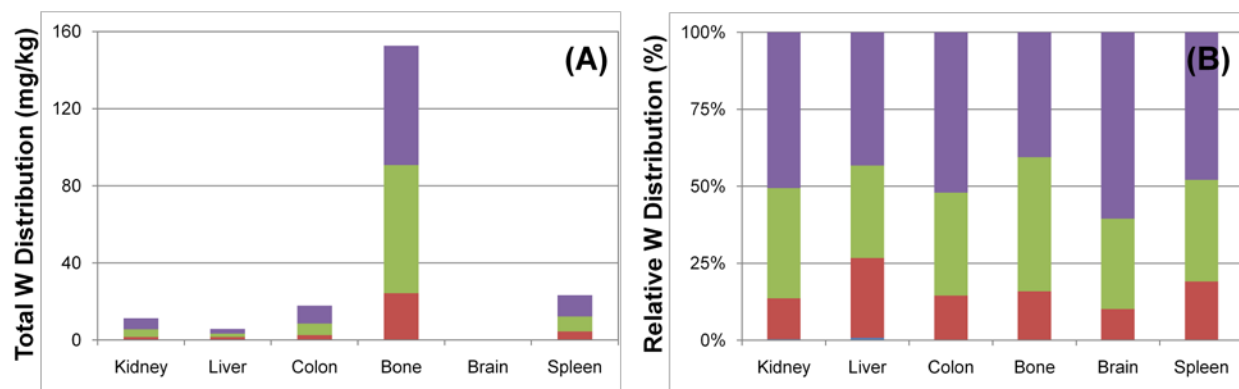 Total W Distribution (mg/kg)
160
120
80
40
0
(A)
Kidney Liver Colon Bone Brain Spleen
Relative W Distribution (%)
100%
75%
50%
25%
0%
(B)
Kidney Liver Colon Bone Brain Spleen